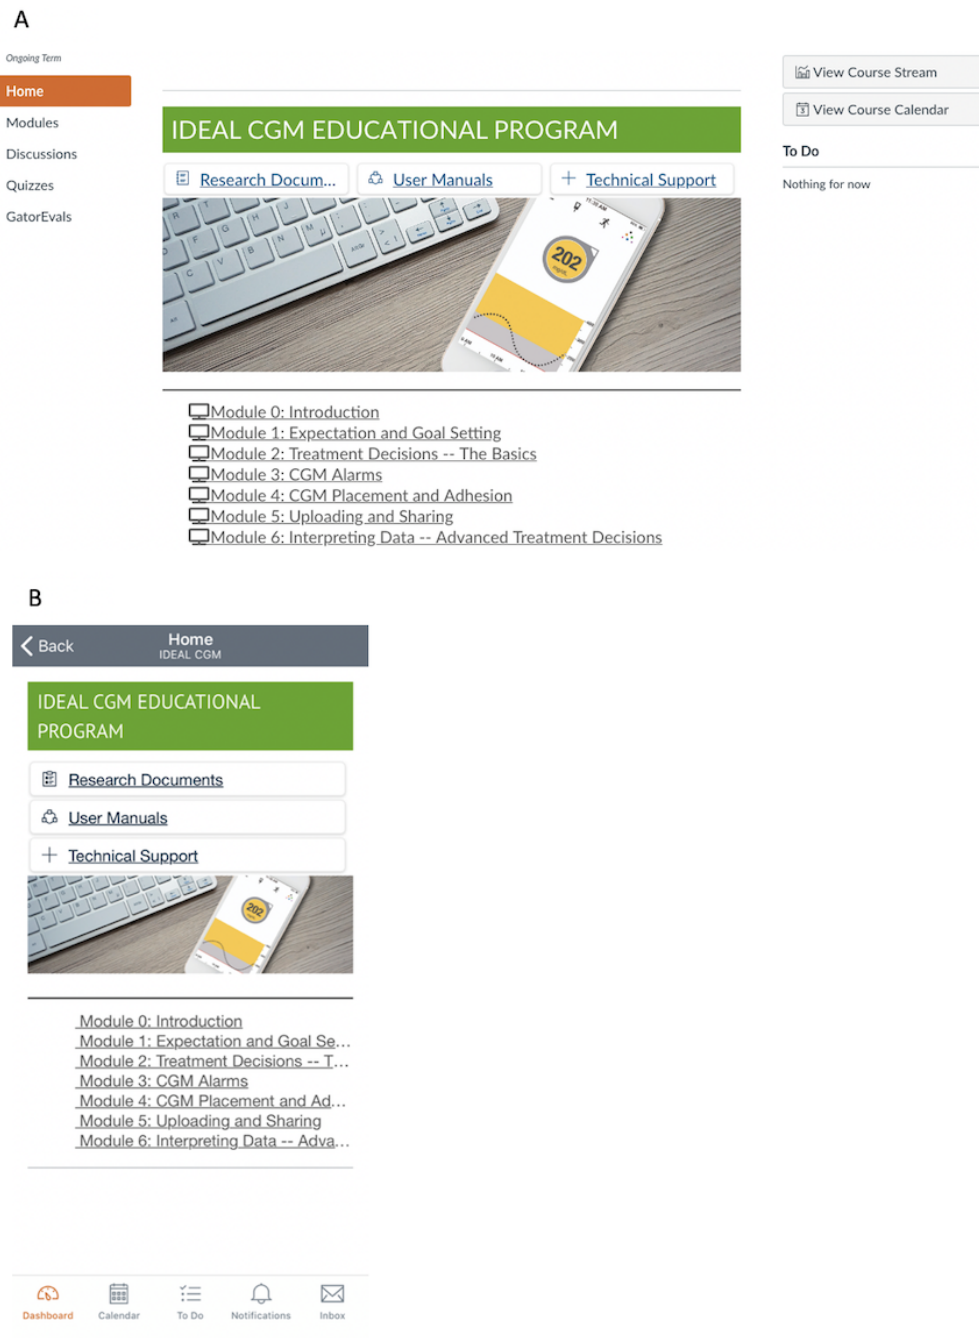 A
Ongoing Term
Home
Modules
Discussions
Quizzes
GatorEvals
View Course Stream
View Course Calendar
To Do
Nothing for now
IDEAL CGM EDUCATIONAL PROGRAM
Research Docum...
User Manuals
Technical Support
202
mg/dL
Module 0: Introduction
Module 1: Expectation and Goal Setting
Module 2: Treatment Decisions -- The Basics
Module 3: CGM Alarms
Module 4: CGM Placement and Adhesion
Module 5: Uploading and Sharing
Module 6: Interpreting Data -- Advanced Treatment Decisions
B
Back
Home
IDEAL CGM
IDEAL CGM EDUCATIONAL
PROGRAM
Research Documents
User Manuals
Technical Support
202
Module 0: Introduction
Module 1: Expectation and Goal Se...
Module 2: Treatment Decisions -- T...
Module 3: CGM Alarms
Module 4: CGM Placement and Ad...
Module 5: Uploading and Sharing
Module 6: Interpreting Data -- Adva...
Dashboard
Calendar
To Do
Notifications
Inbox